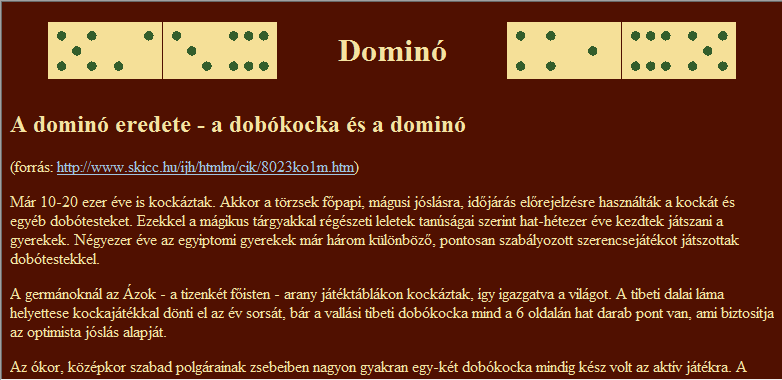 Dominó
A dominó eredete - a dobókocka és a dominó
(forrás: http://www.skicc.hu/ijh/htmlm/cik/8023ko1m.htm)
Már 10-20 ezer éve is kockáztak. Akkor a törzsek főpapi, mágusi jóslásra, időjárás előrejelzésre használták a kockát és
egyéb dobótesteket. Ezekkel a mágikus tárgyakkal régészeti leletek tanúságai szerint hat-hétezer éve kezdtek játszani a
gyerekek. Négyezer éve az egyiptomi gyerekek már három különböző, pontosan szabályozott szerencsejátékot játszottak
dobótestekkel.
A germánoknál az Ázok - a tizenkét főisten - arany játéktáblákon kockáztak, így igazgatva a világot. A tibeti dalai láma
helyettese kockajátékkal dönti el az év sorsát, bár a vallási tibeti dobókocka mind a 6 oldalán hat darab pont van, ami biztosítja
az optimista jóslás alapját.
Az ókor, középkor szabad polgárainak zsebeiben nagyon gyakran egy-két dobókocka mindig kész volt az aktív játékra. A